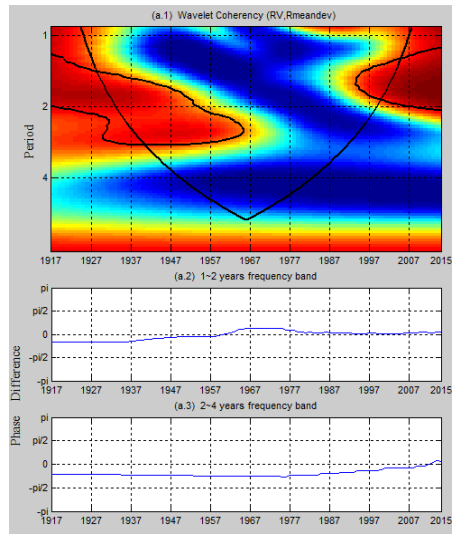 (a.1) Wavelet Coherency (RV,Rmeandev)
1
2
4
Period
1917 1927 1937 1947 1957 1967 1977 1987 1997 2007 2015
(a.2) 1~2 years frequency band
pi
pi/2
0
-pi/2
-pi
1917 1927 1937 1947 1957 1967 1977 1987 1997 2007 2015
(a.3) 2~4 years frequency band
pi
pi/2
0
-pi/2
-pi
1917 1927 1937 1947 1957 1967 1977 1987 1997 2007 2015
Phase Difference